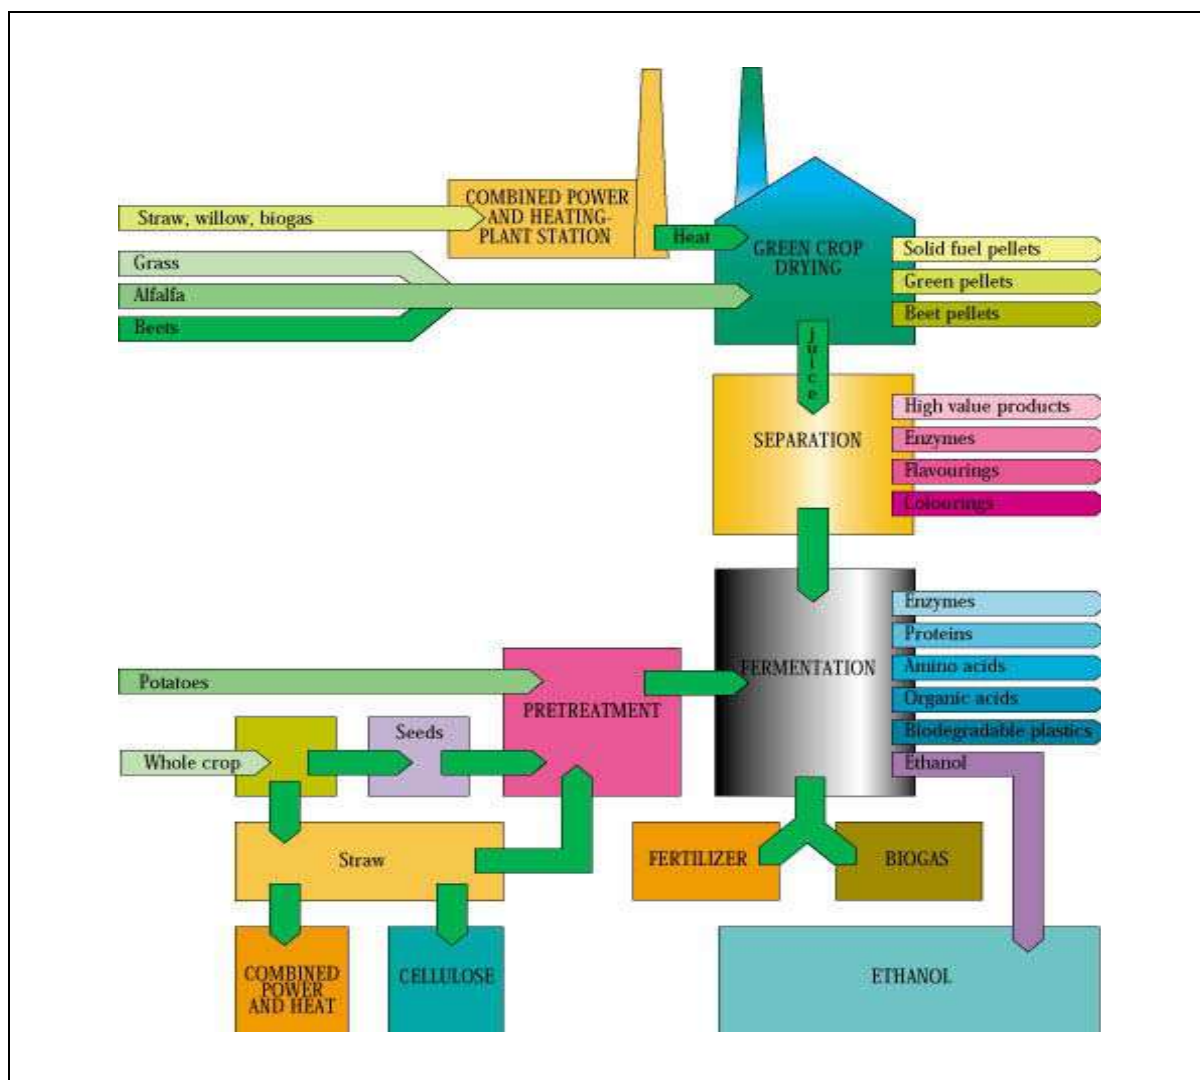 COMBINED POWER
AND HEATING-
PLANT STATION
Straw, willow, biogas
Heat
GREEN CROP
DRYING
Solid fuel pellets
Grass
Green pellets
Alfalfa
Beet pellets
Beets
juice
High value products
SEPARATION
Enzymes
Flavourings
Colourings
Enzymes
Proteins
FERMENTATION
Amino acids
Organic acids
Biodegradable plastics
Ethanol
Potatoes
PRETREATMENT
Seeds
Whole crop
Straw
FERTILIZER
BIOGAS
COMBINED
POWER
AND HEAT
CELLULOSE
ETHANOL